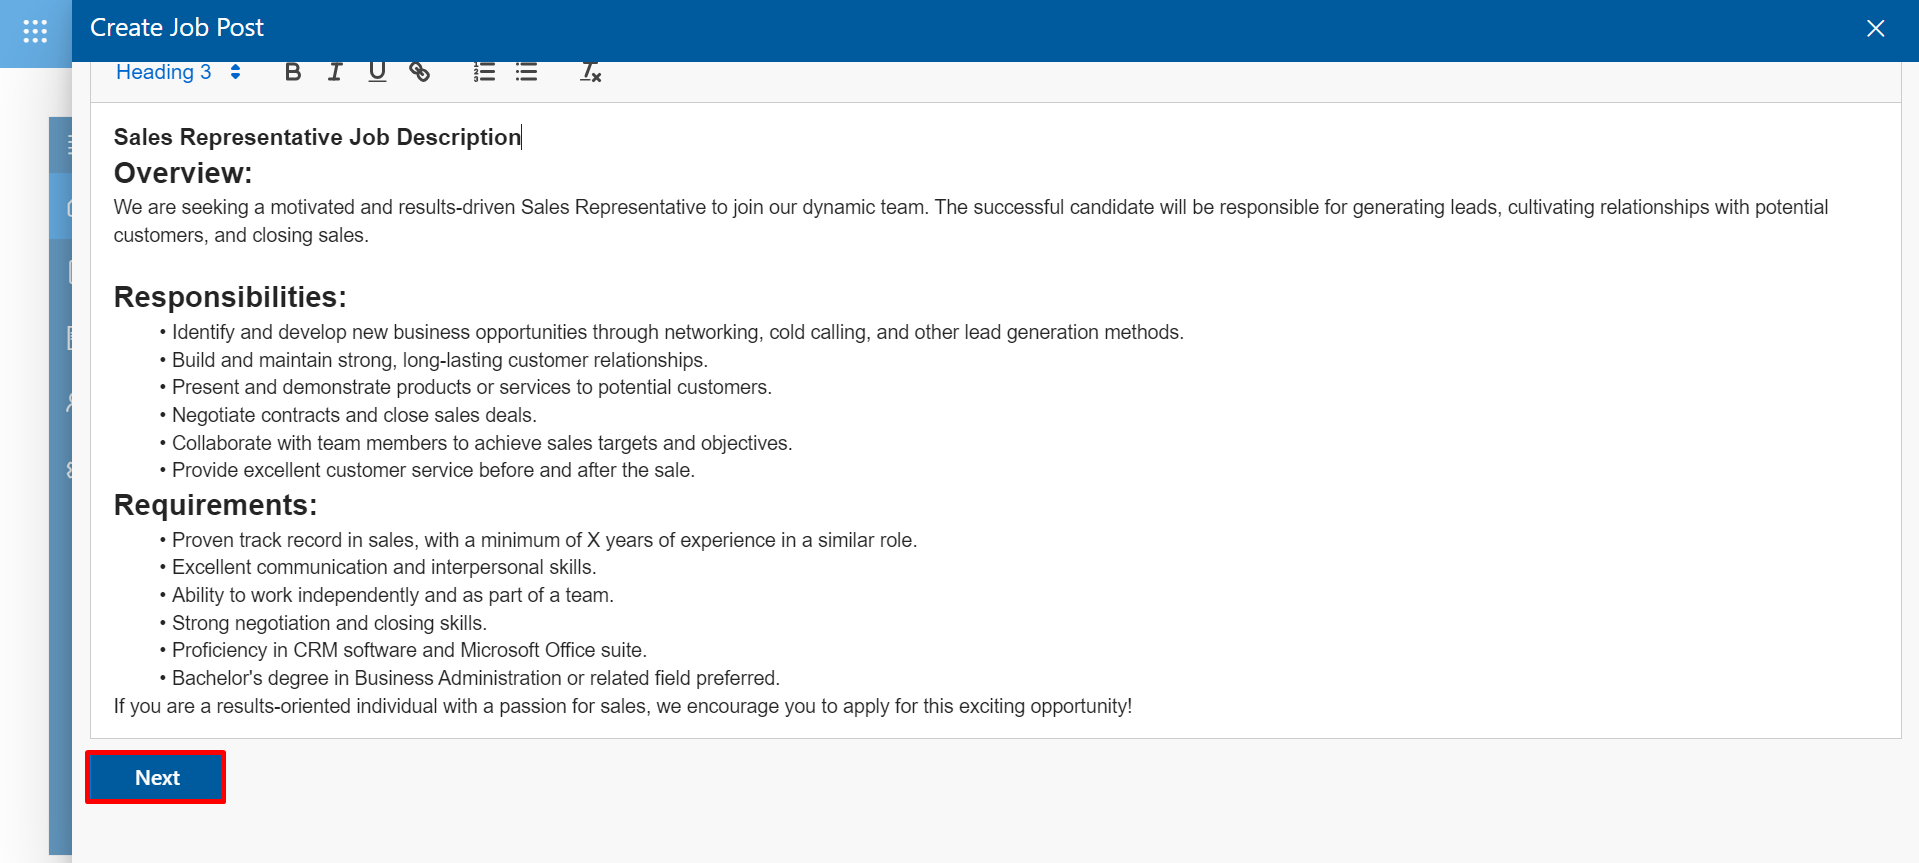 Create Job Post
Heading 3
Sales Representative Job Description
Overview:
We are seeking a motivated and results-driven Sales Representative to join our dynamic team. The successful candidate will be responsible for generating leads, cultivating relationships with potential
customers, and closing sales.
Responsibilities:
• Identify and develop new business opportunities through networking, cold calling, and other lead generation methods.
• Build and maintain strong, long-lasting customer relationships.
• Present and demonstrate products or services to potential customers.
• Negotiate contracts and close sales deals.
• Collaborate with team members to achieve sales targets and objectives.
• Provide excellent customer service before and after the sale.
Requirements:
• Proven track record in sales, with a minimum of X years of experience in a similar role.
• Excellent communication and interpersonal skills.
• Ability to work independently and as part of a team.
• Strong negotiation and closing skills.
• Proficiency in CRM software and Microsoft Office suite.
• Bachelor's degree in Business Administration or related field preferred.
If you are a results-oriented individual with a passion for sales, we encourage you to apply for this exciting opportunity!
Next